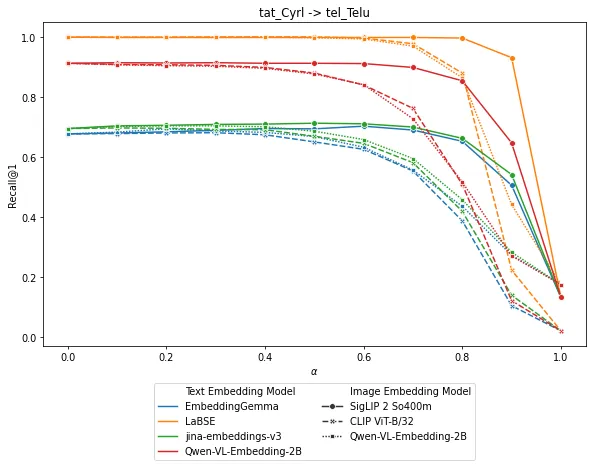 tat_Cyrl -> tel_Telu
1.0
0.8
0.6
0.4
0.2
0.0
Recall@1
0.0 0.2 0.4 0.6 0.8 1.0
α
Text Embedding Model
EmbeddingGemma
LaBSE
jina-embeddings-v3
Qwen-VL-Embedding-2B
Image Embedding Model
SigLIP 2 So400m
CLIP ViT-B/32
Qwen-VL-Embedding-2B